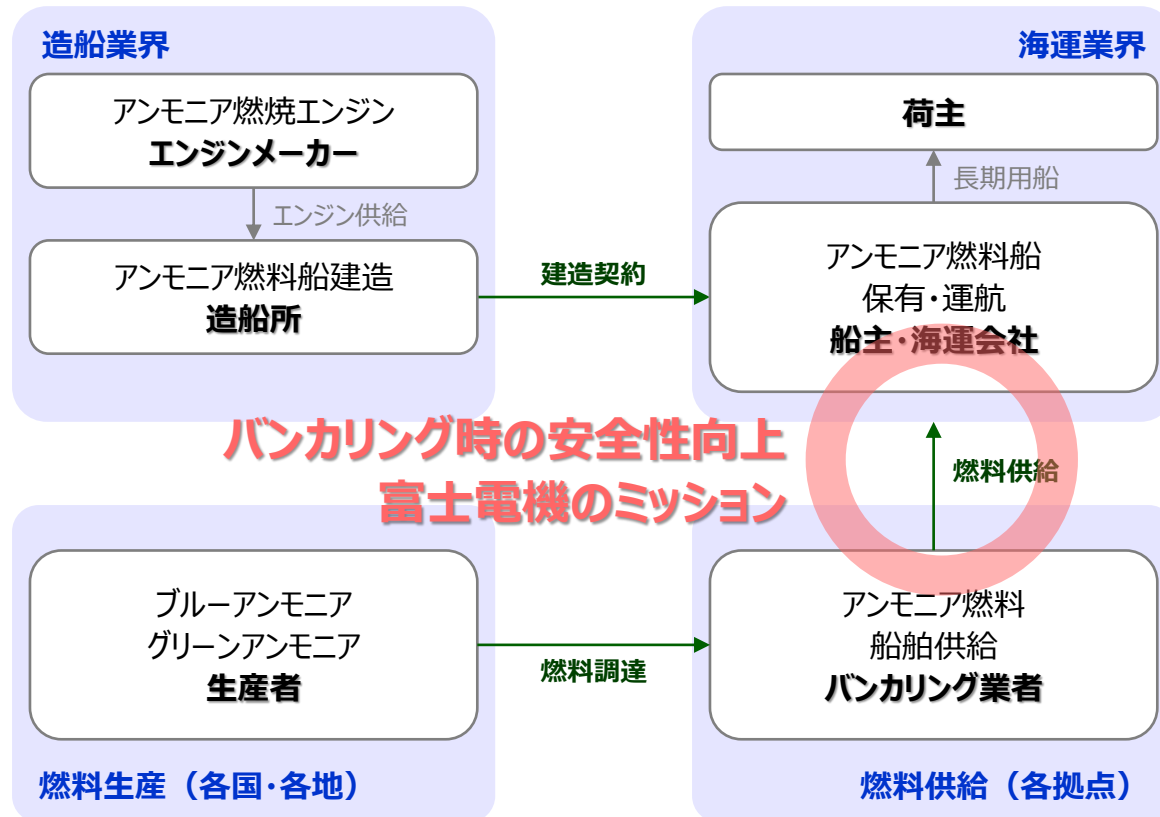 造船業界
アンモニア燃焼エンジン
エンジンメーカー
エンジン供給
アンモニア燃料船建造
造船所
建造契約
海運業界
荷主
長期用船
アンモニア燃料船
保有・運航
船主・海運会社
バンカリング時の安全性向上
富士電機のミッション
燃料供給
ブルーアンモニア
グリーンアンモニア
生産者
燃料調達
アンモニア燃料
船舶供給
バンカリング業者
燃料生産（各国・各地）
燃料供給（各拠点）